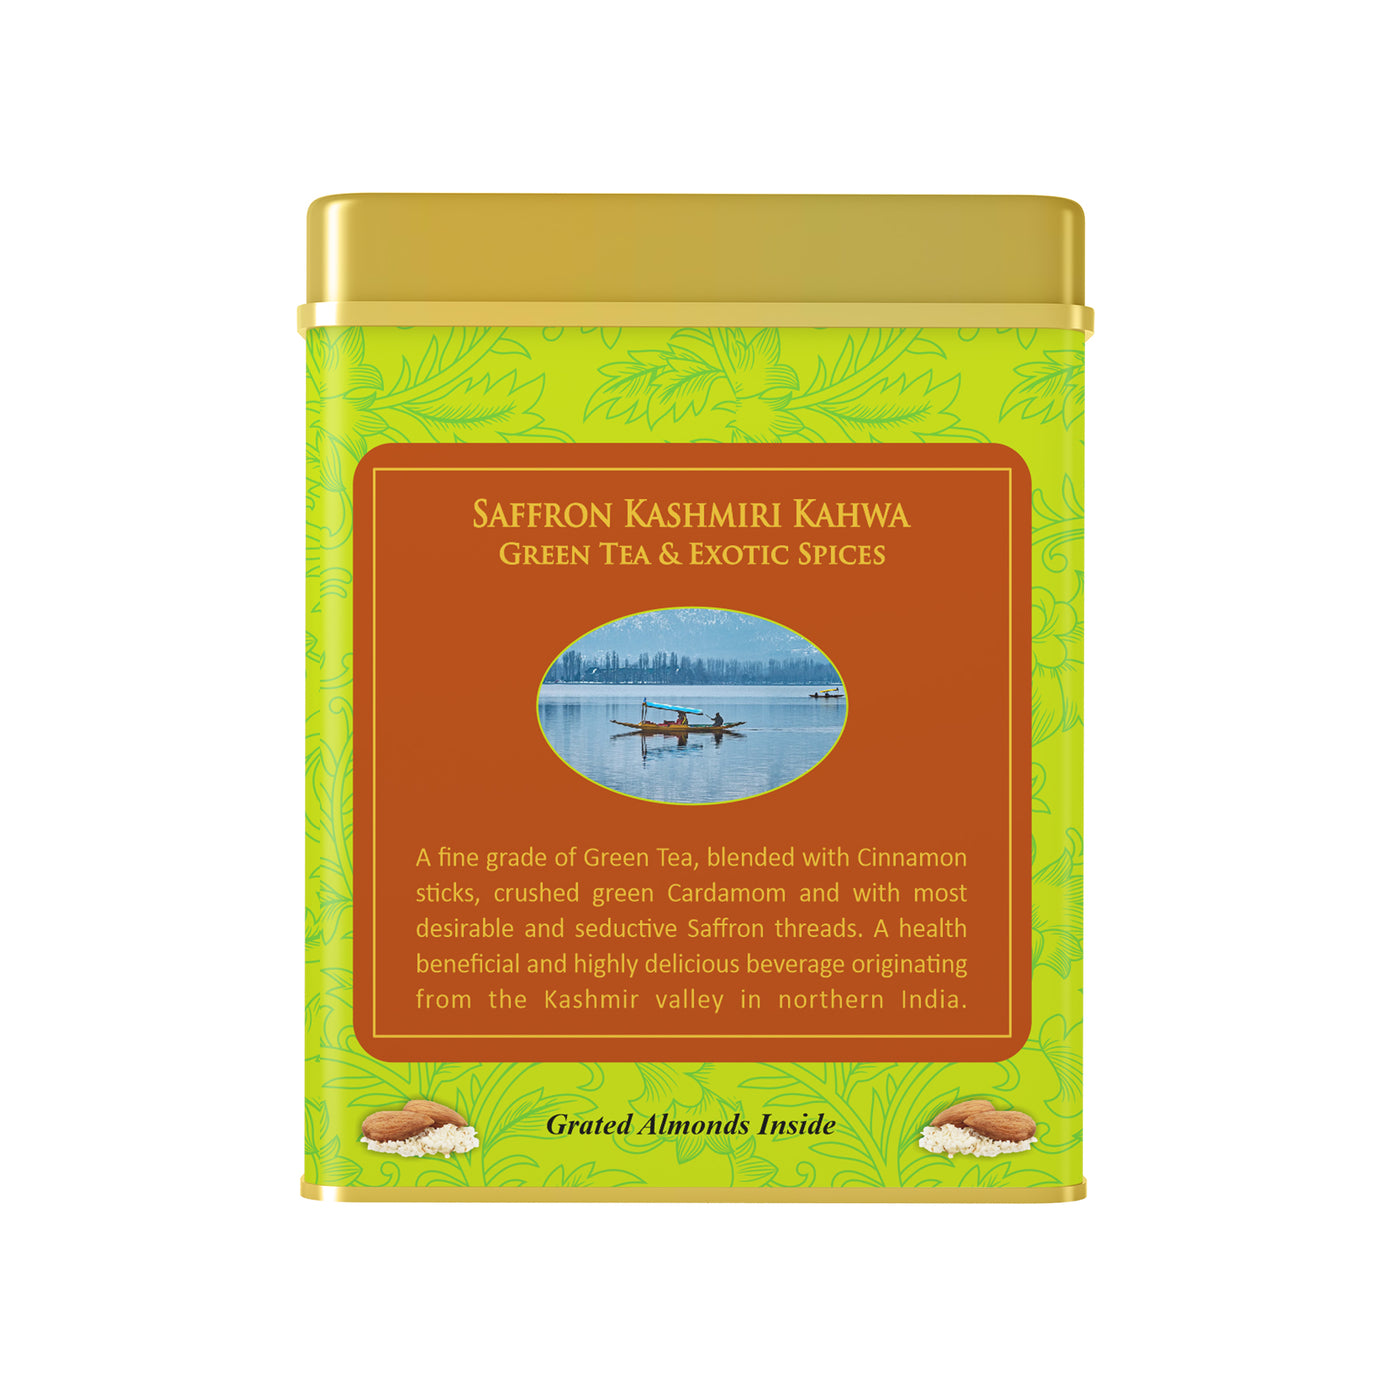 SAFFRON KASHMIRI KAHWA
GREEN TEA & EXOTIC SPICES
A fine grade of Green Tea, blended with Cinnamon
sticks, crushed green Cardamom and with most
desirable and seductive Saffron threads. A health
beneficial and highly delicious beverage originating
from the Kashmir valley in northern India.
Grated Almonds Inside